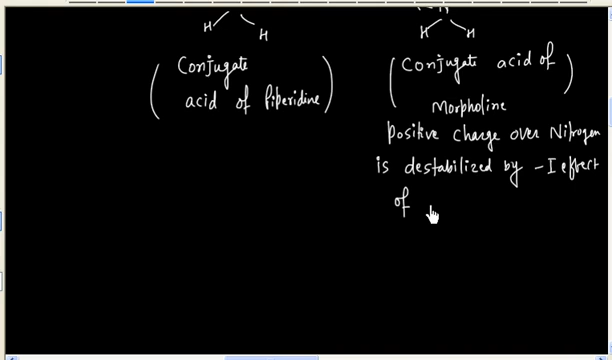 H H H H
(Conjugate acid of Piperidine)
(Conjugate acid of
Morpholine)
Positive charge over Nitrogen
is destabilized by -I effect
of